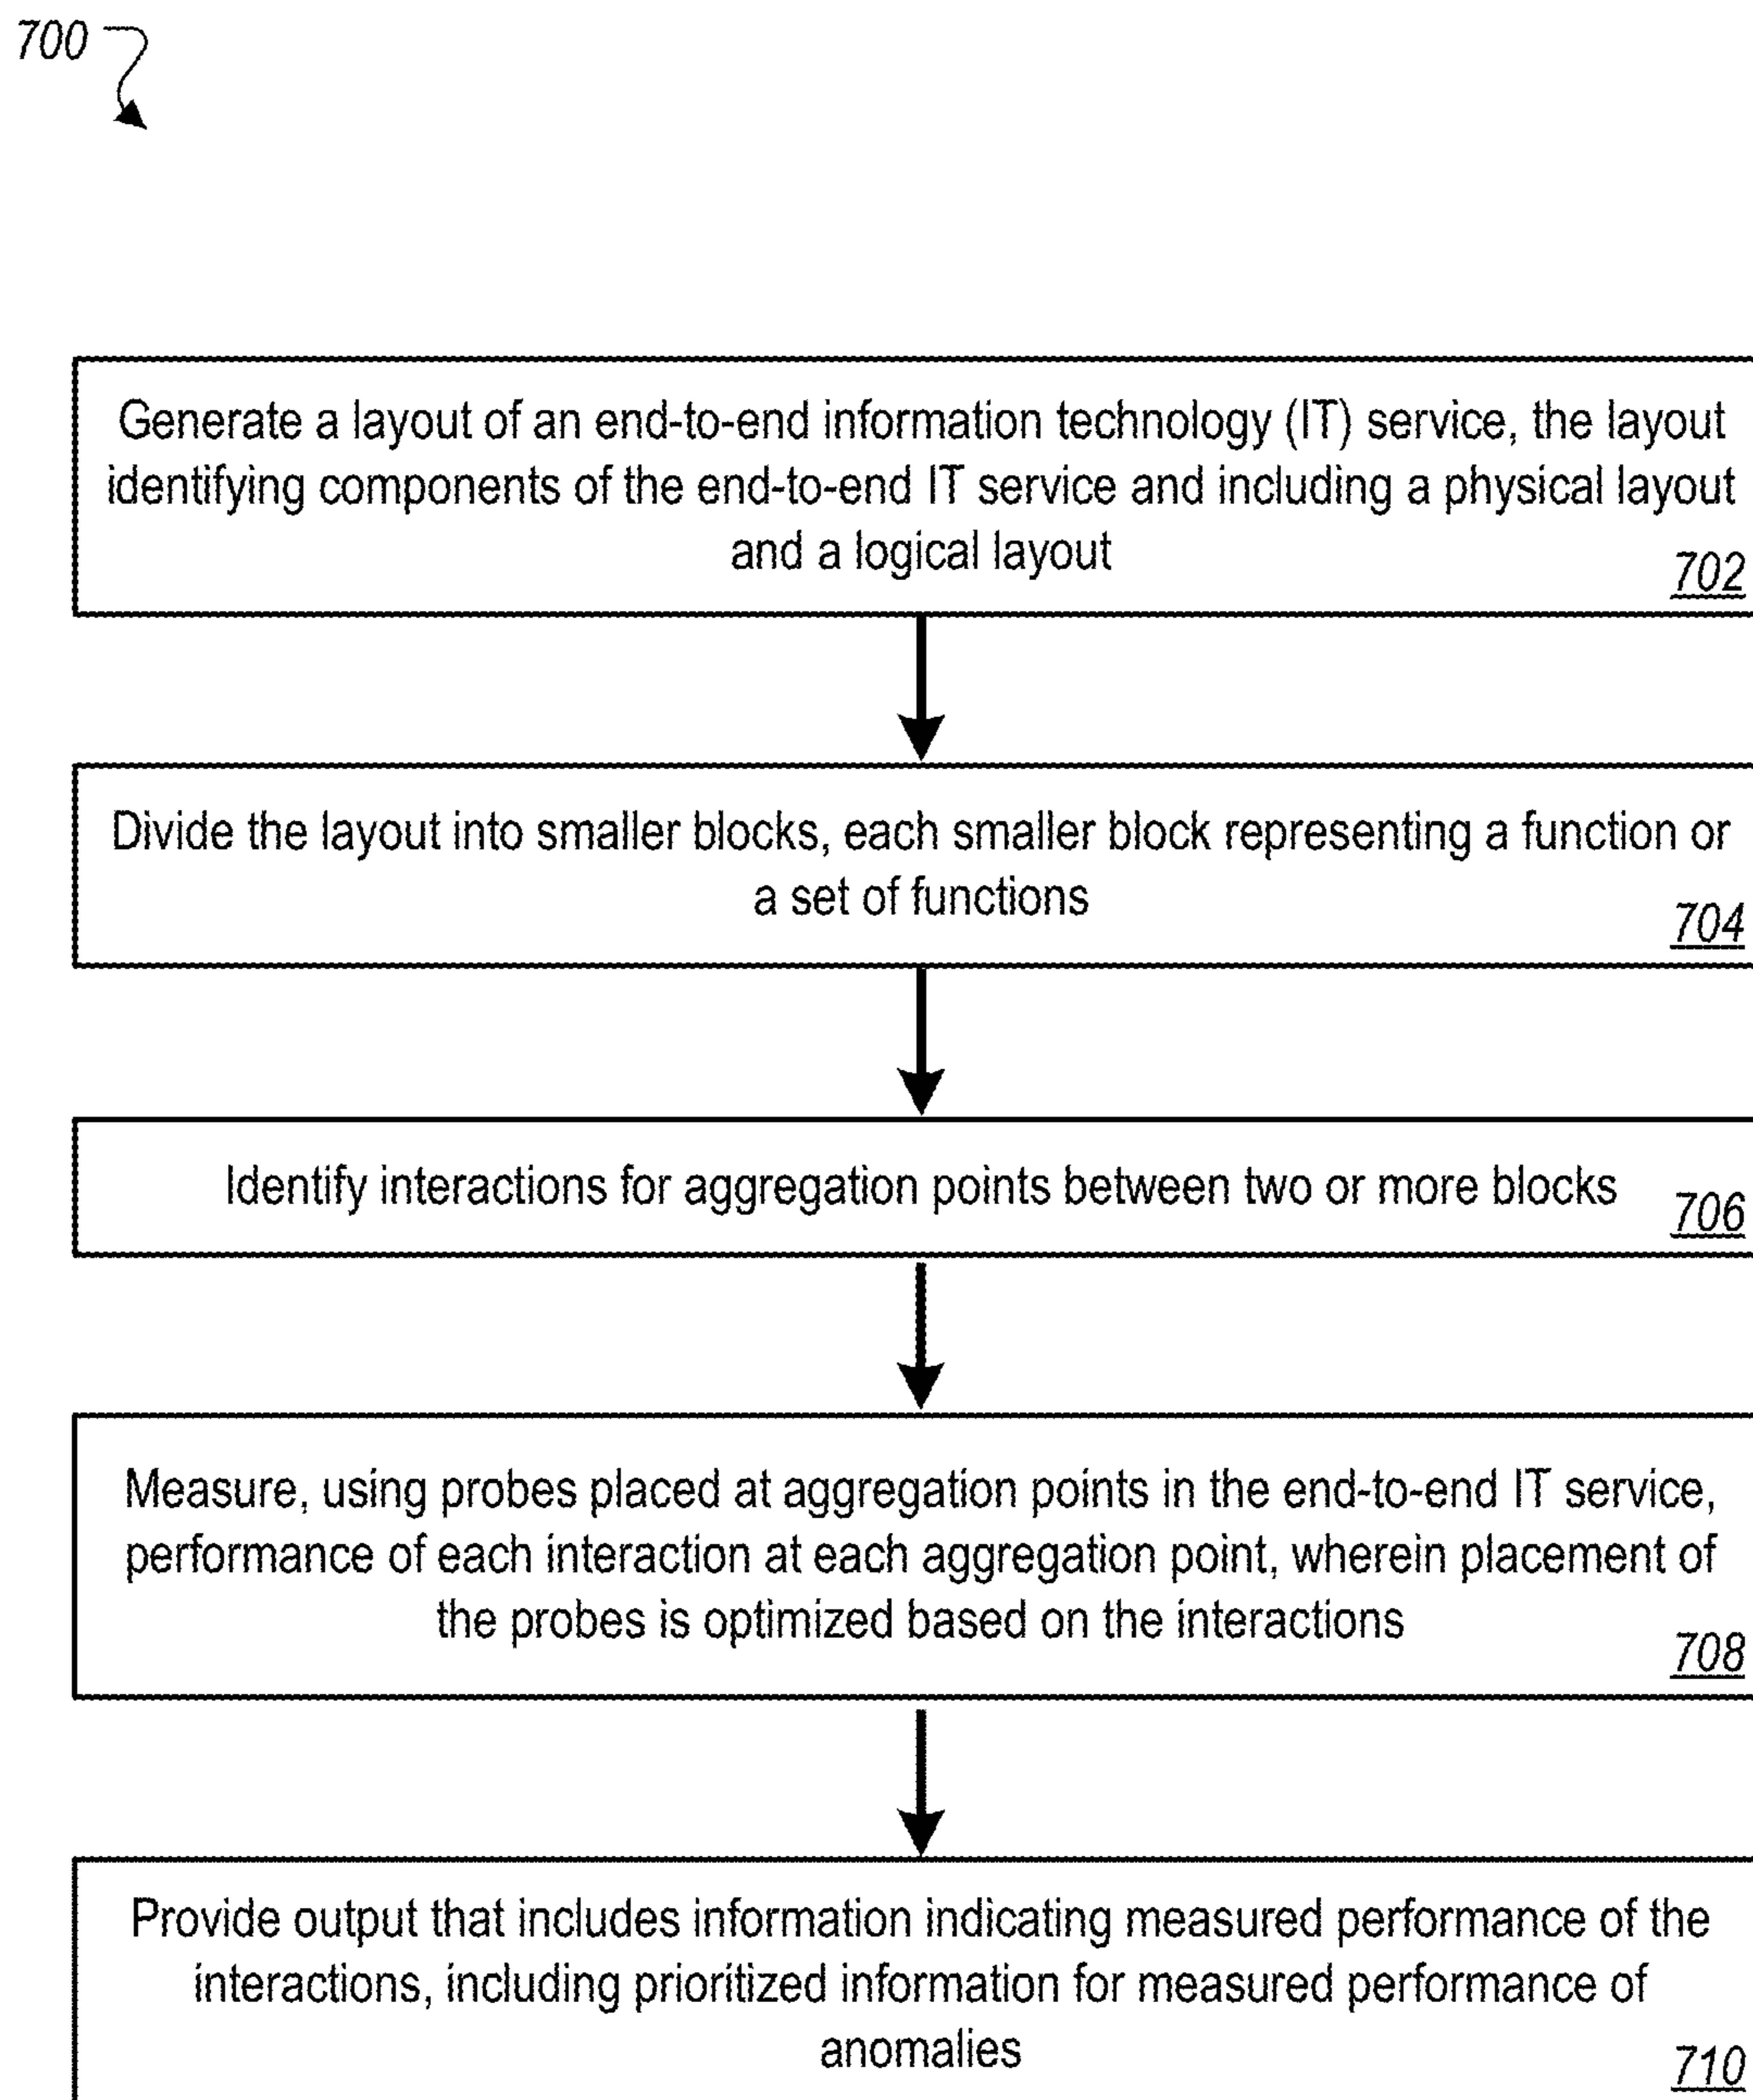 700
Generate a layout of an end-to-end information technology (IT) service, the layout
identifying components of the end-to-end IT service and including a physical layout
and a logical layout
702
Divide the layout into smaller blocks, each smaller block representing a function or
a set of functions
704
Identify interactions for aggregation points between two or more blocks
706
Measure, using probes placed at aggregation points in the end-to-end IT service,
performance of each interaction at each aggregation point, wherein placement of
the probes is optimized based on the interactions
708
Provide output that includes information indicating measured performance of the
interactions, including prioritized information for measured performance of
anomalies
710